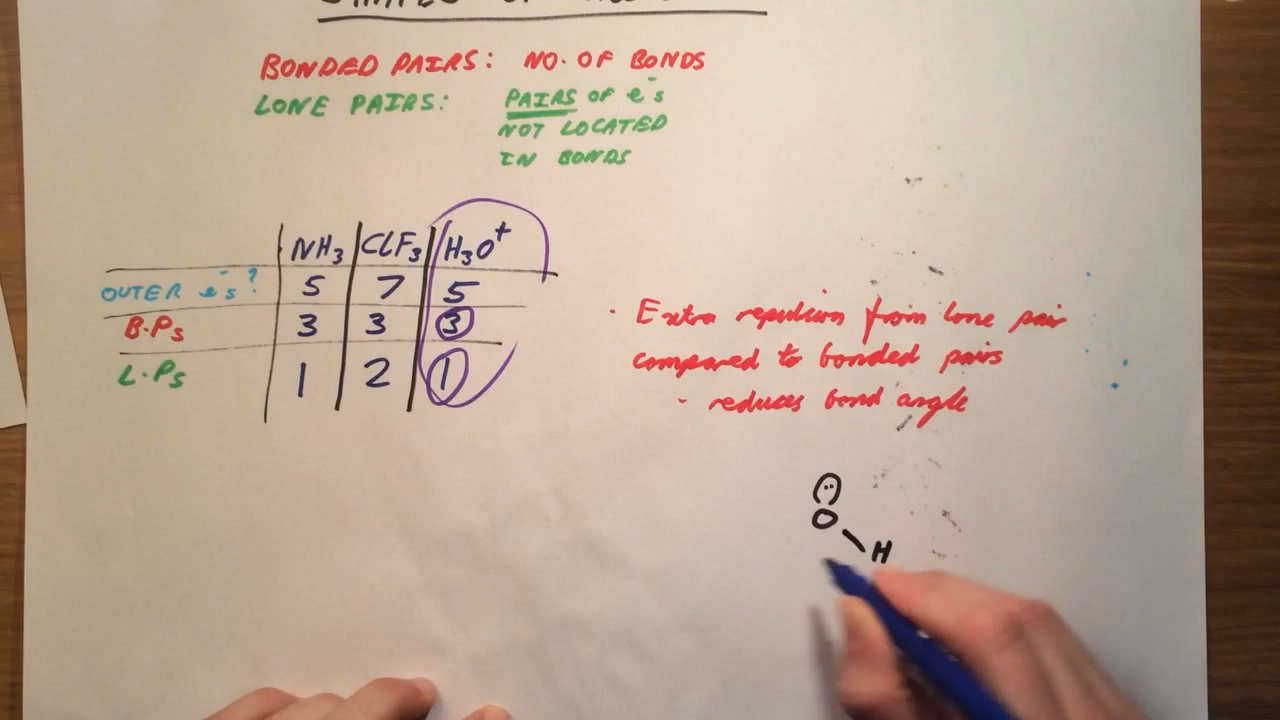 BONDED PAIRS: NO. OF BONDS
LONE PAIRS: PAIRS OF e⁻s
NOT LOCATED
IN BONDS
NH₃ CLF₃ H₃O⁺
OUTER e⁻s? 5 7 5
B.Ps 3 3 3
L.Ps 1 2 1
· Extra repulsion from lone pair
compared to bonded pairs
- reduces bond angle
O
H